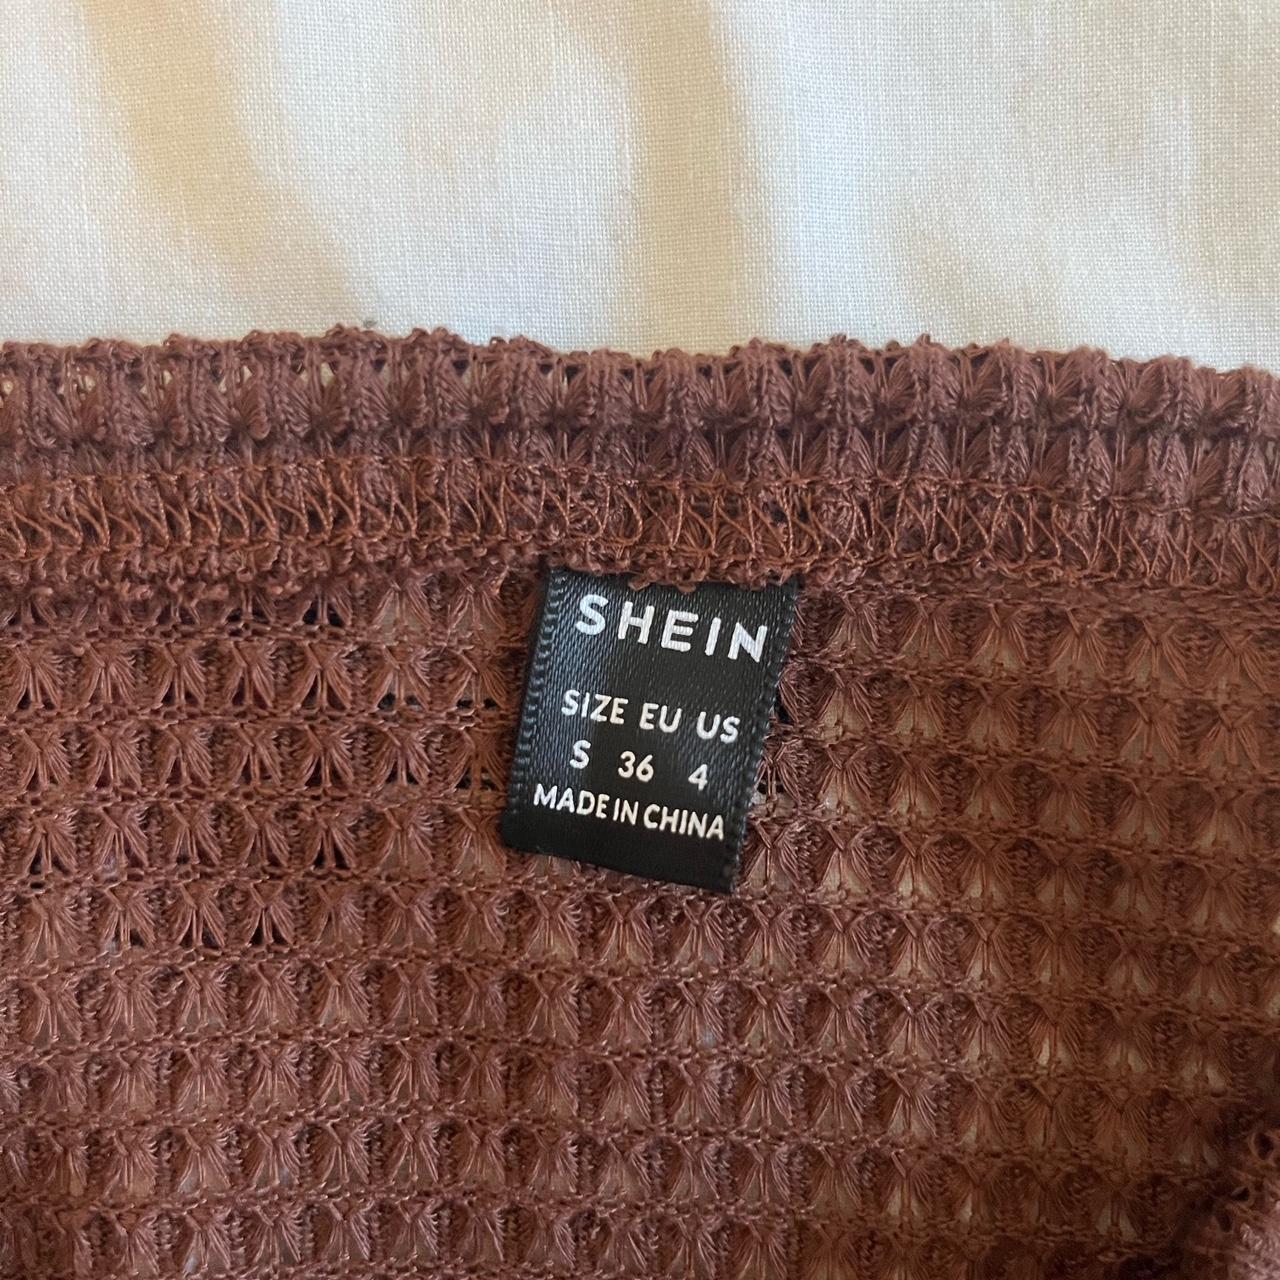 SHEIN
SIZE EU US
S 36 4
MADE IN CHINA